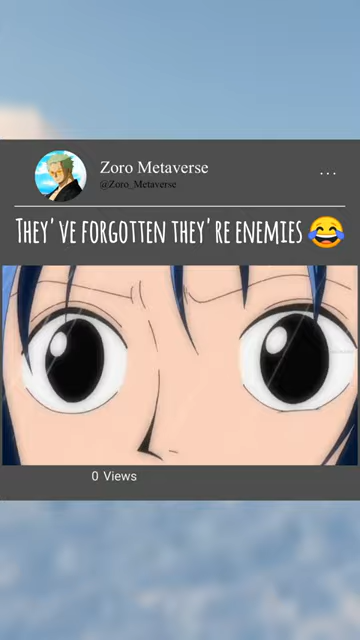 Zoro Metaverse
@Zoro_Metaverse
...
THEY'VE FORGOTTEN THEY'RE ENEMIES 😂
0 Views